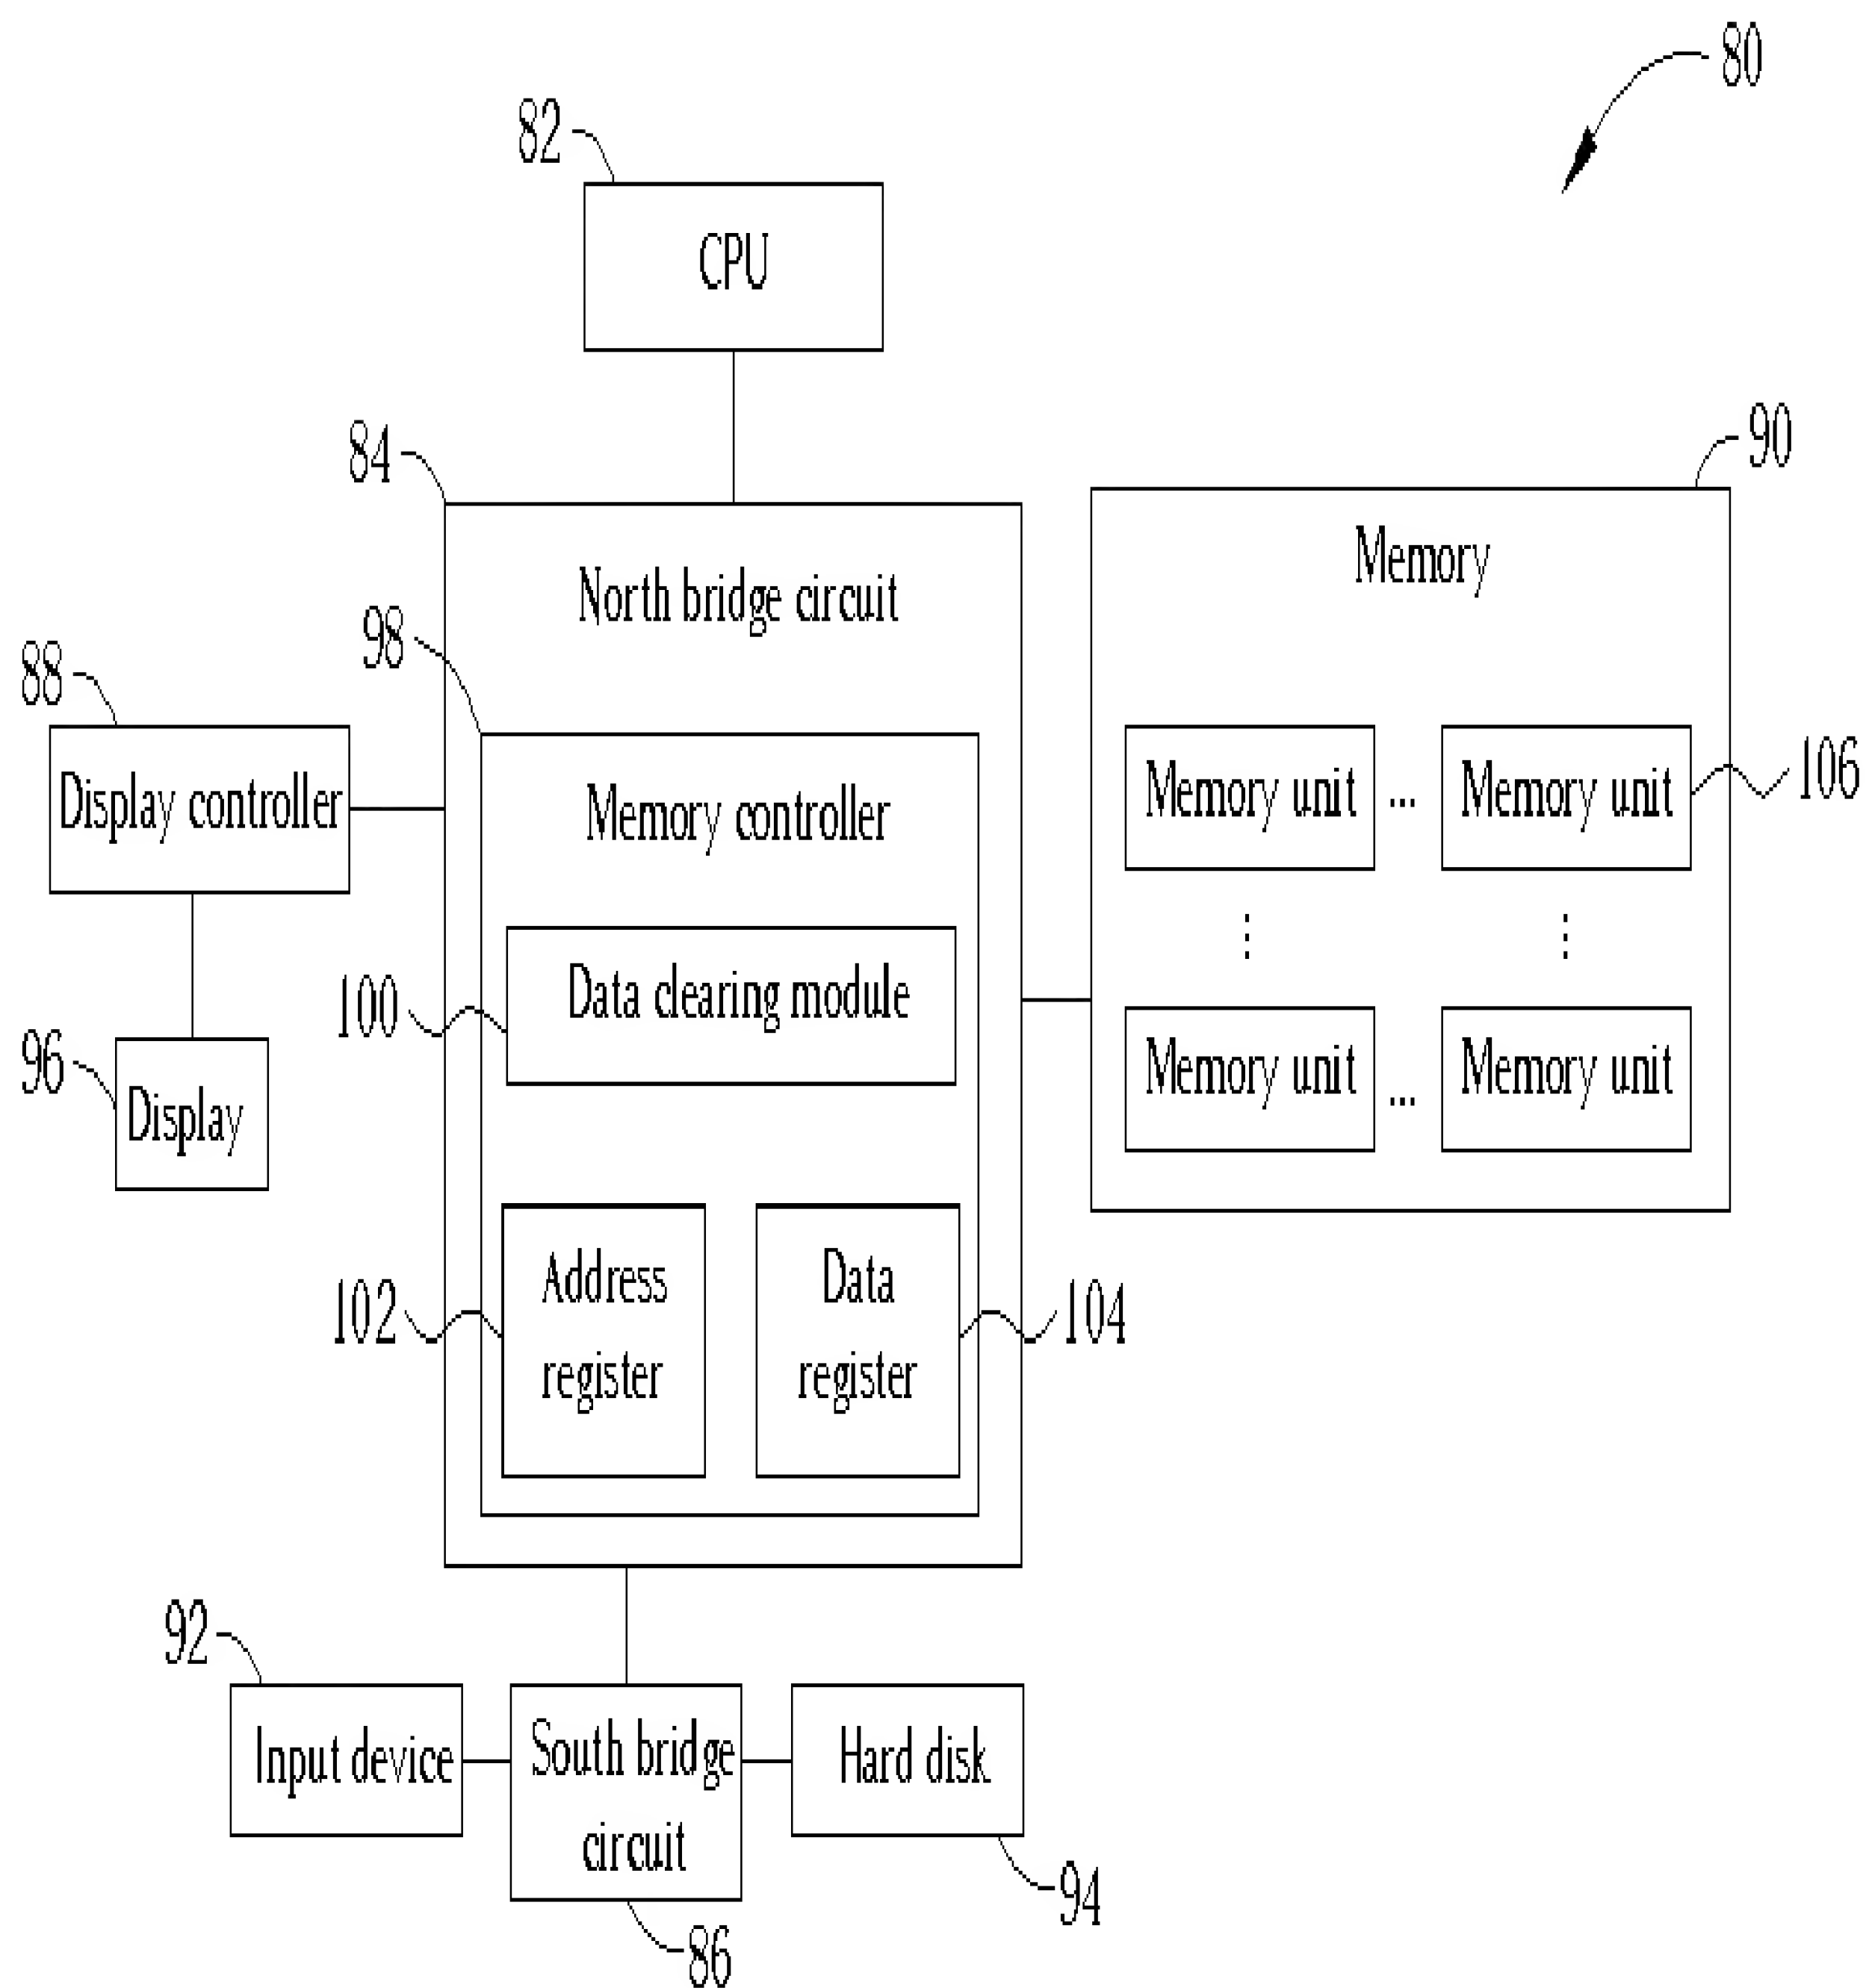 80
82
CPU
84
90
North bridge circuit
Memory
98
88
Display controller
Memory controller
Memory unit ... Memory unit
106
100
Data clearing module
96
Display
Memory unit ... Memory unit
102
Address
register
Data
register
104
92
Input device
South bridge
circuit
Hard disk
94
86